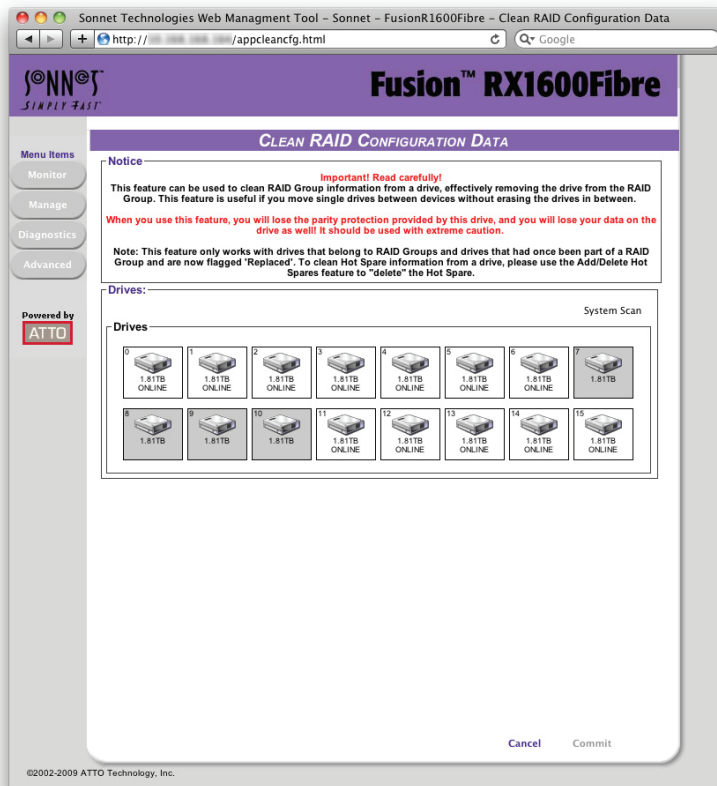 Sonnet Technologies Web Managment Tool – Sonnet – FusionR1600Fibre – Clean RAID Configuration Data
http:// /appcleancfg.html
Google
SONNET™
SIMPLY FAST
Fusion™ RX1600Fibre
CLEAN RAID CONFIGURATION DATA
Menu Items
Monitor
Manage
Diagnostics
Advanced
Powered by
ATTO
Notice
Important! Read carefully!
This feature can be used to clean RAID Group information from a drive, effectively removing the drive from the RAID
Group. This feature is useful if you move single drives between devices without erasing the drives in between.
When you use this feature, you will lose the parity protection provided by this drive, and you will lose your data on the
drive as well! It should be used with extreme caution.
Note: This feature only works with drives that belong to RAID Groups and drives that had once been part of a RAID
Group and are now flagged 'Replaced'. To clean Hot Spare information from a drive, please use the Add/Delete Hot
Spares feature to "delete" the Hot Spare.
Drives:
System Scan
Drives
0 1 2 3 4 5 6 7
1.81TB 1.81TB 1.81TB 1.81TB 1.81TB 1.81TB 1.81TB 1.81TB
ONLINE ONLINE ONLINE ONLINE ONLINE ONLINE ONLINE
8 9 10 11 12 13 14 15
1.81TB 1.81TB 1.81TB 1.81TB 1.81TB 1.81TB 1.81TB 1.81TB
ONLINE ONLINE ONLINE ONLINE ONLINE
Cancel Commit
©2002-2009 ATTO Technology, Inc.